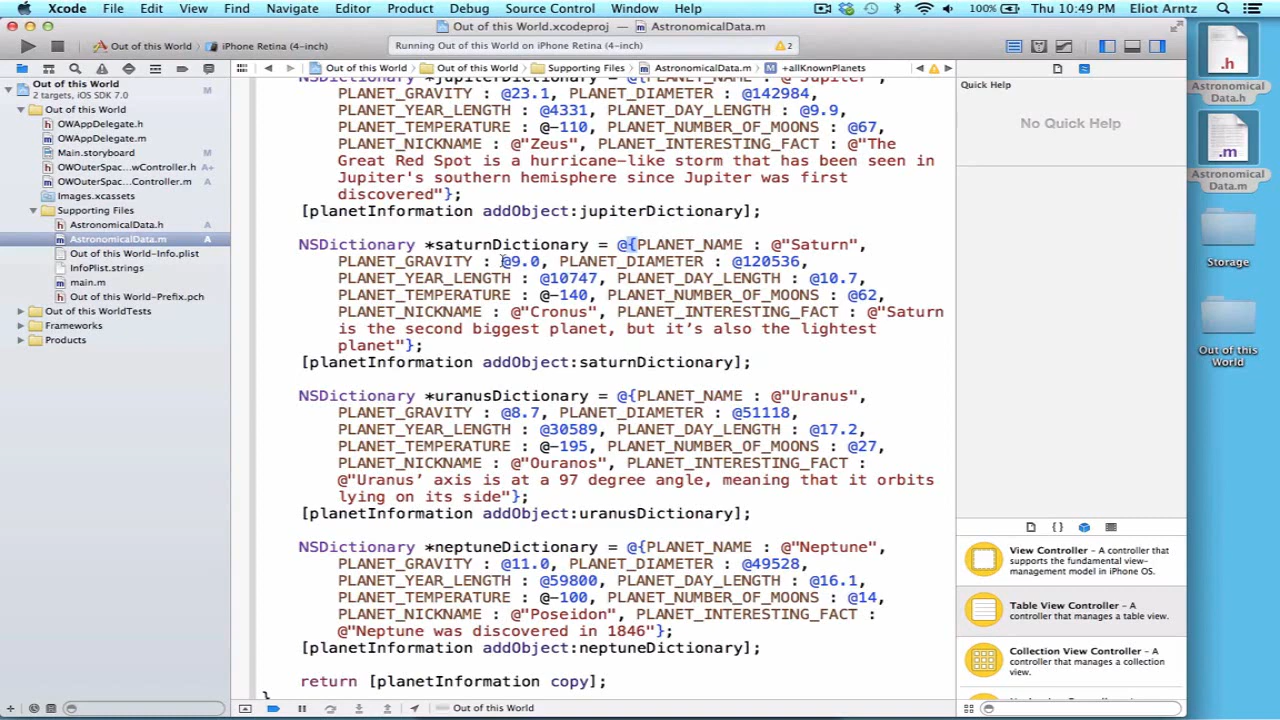 Xcode File Edit View Find Navigate Editor Product Debug Source Control Window Help 100% Thu 10:49 PM Eliot Arntz
Out of this World.xcodeproj — AstronomicalData.m
Out of this World iPhone Retina (4-inch) Running Out of this World on iPhone Retina (4-inch) 2
Out of this World Out of this World Supporting Files AstronomicalData.m M +allKnownPlanets
Out of this World M
2 targets, iOS SDK 7.0
Out of this World
OWAppDelegate.h
OWAppDelegate.m
Main.storyboard M
OWOuterSpac...wController.h A+
OWOuterSpac...Controller.m A
Images.xcassets
Supporting Files
AstronomicalData.h A
AstronomicalData.m A
Out of this World-Info.plist
InfoPlist.strings
main.m
Out of this World-Prefix.pch
Out of this WorldTests
Frameworks
Products
NSDictionary *jupiterDictionary = @{PLANET_NAME : @"Jupiter",
PLANET_GRAVITY : @23.1, PLANET_DIAMETER : @142984,
PLANET_YEAR_LENGTH : @4331, PLANET_DAY_LENGTH : @9.9,
PLANET_TEMPERATURE : @-110, PLANET_NUMBER_OF_MOONS : @67,
PLANET_NICKNAME : @"Zeus", PLANET_INTERESTING_FACT : @"The
Great Red Spot is a hurricane-like storm that has been seen in
Jupiter's southern hemisphere since Jupiter was first
discovered"};
[planetInformation addObject:jupiterDictionary];
NSDictionary *saturnDictionary = @{PLANET_NAME : @"Saturn",
PLANET_GRAVITY : @9.0, PLANET_DIAMETER : @120536,
PLANET_YEAR_LENGTH : @10747, PLANET_DAY_LENGTH : @10.7,
PLANET_TEMPERATURE : @-140, PLANET_NUMBER_OF_MOONS : @62,
PLANET_NICKNAME : @"Cronus", PLANET_INTERESTING_FACT : @"Saturn
is the second biggest planet, but it’s also the lightest
planet"};
[planetInformation addObject:saturnDictionary];
NSDictionary *uranusDictionary = @{PLANET_NAME : @"Uranus",
PLANET_GRAVITY : @8.7, PLANET_DIAMETER : @51118,
PLANET_YEAR_LENGTH : @30589, PLANET_DAY_LENGTH : @17.2,
PLANET_TEMPERATURE : @-195, PLANET_NUMBER_OF_MOONS : @27,
PLANET_NICKNAME : @"Ouranos", PLANET_INTERESTING_FACT :
@"Uranus’ axis is at a 97 degree angle, meaning that it orbits
lying on its side"};
[planetInformation addObject:uranusDictionary];
NSDictionary *neptuneDictionary = @{PLANET_NAME : @"Neptune",
PLANET_GRAVITY : @11.0, PLANET_DIAMETER : @49528,
PLANET_YEAR_LENGTH : @59800, PLANET_DAY_LENGTH : @16.1,
PLANET_TEMPERATURE : @-100, PLANET_NUMBER_OF_MOONS : @14,
PLANET_NICKNAME : @"Poseidon", PLANET_INTERESTING_FACT :
@"Neptune was discovered in 1846"};
[planetInformation addObject:neptuneDictionary];
return [planetInformation copy];
}
Out of this World
Quick Help
No Quick Help
{ }
View Controller – A controller that
supports the fundamental view-
management model in iPhone OS.
Table View Controller – A
controller that manages a table view.
Collection View Controller – A
controller that manages a collection
view.
.h
Astronomical
Data.h
.m
Astronomical
Data.m
Storage
Out of this
World